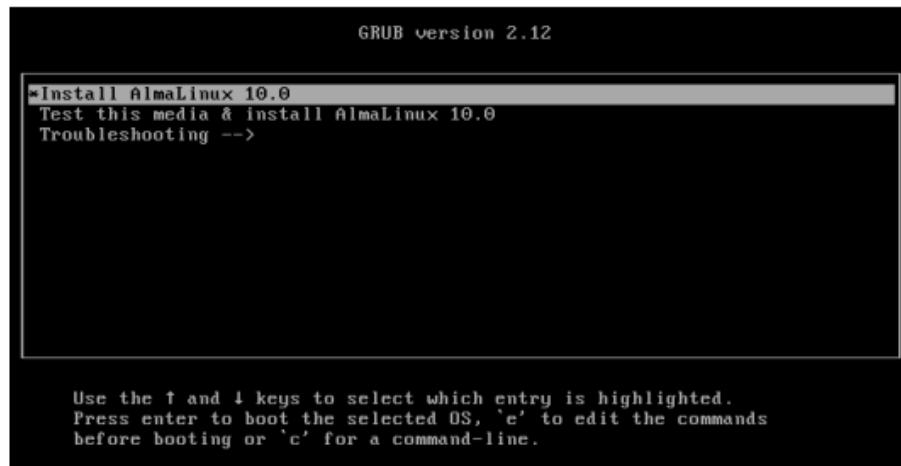 GRUB version 2.12
*Install AlmaLinux 10.0
Test this media & install AlmaLinux 10.0
Troubleshooting -->
Use the ↑ and ↓ keys to select which entry is highlighted.
Press enter to boot the selected OS, `e' to edit the commands
before booting or `c' for a command-line.